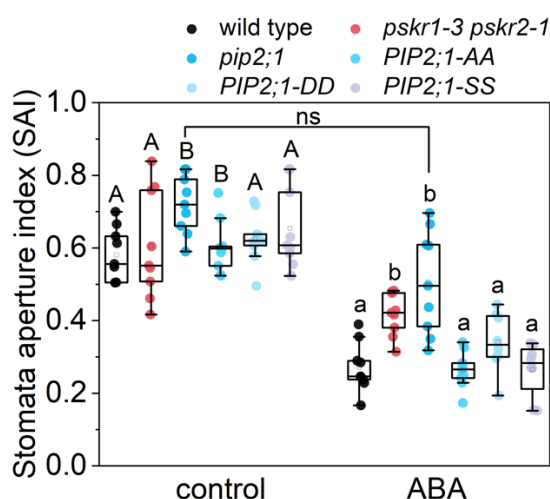 wild type pskr1-3 pskr2-1
pip2;1 PIP2;1-AA
PIP2;1-DD PIP2;1-SS
Stomata aperture index (SAI)
1.0
0.8
0.6
0.4
0.2
0.0
ns
A A B B A A
a b b a a a
control ABA